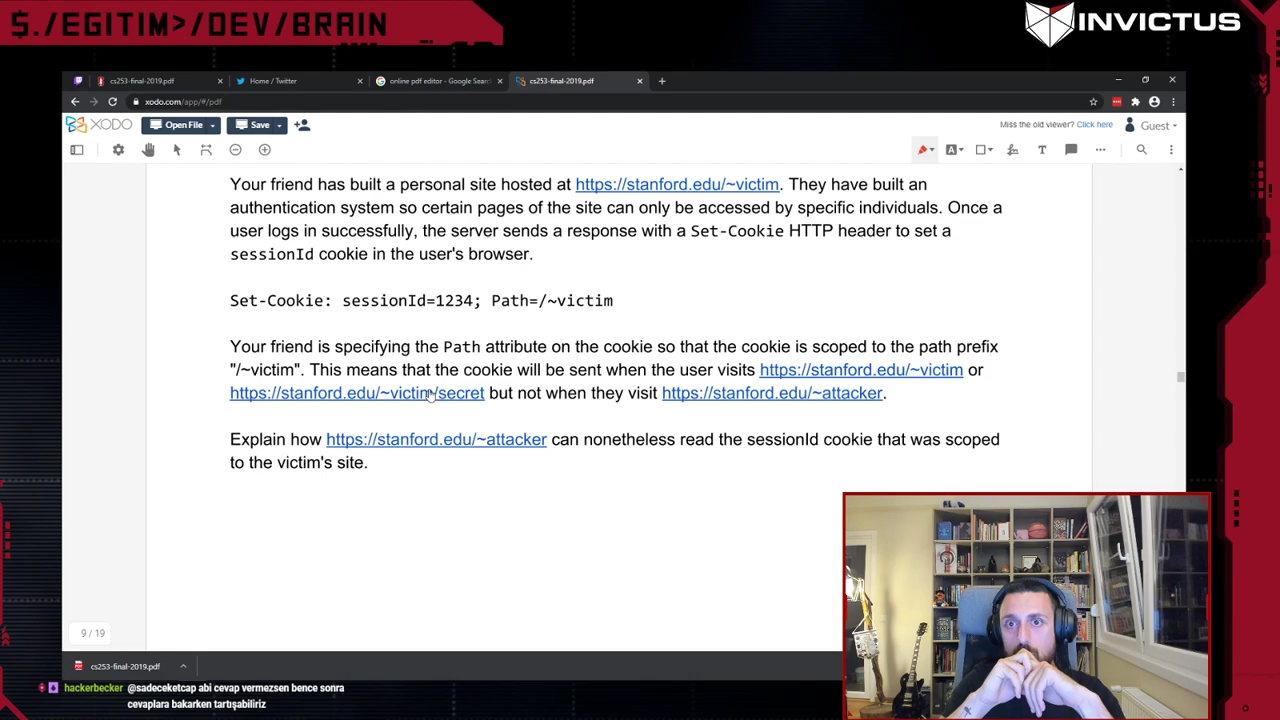 $./EGITIM>/DEV/BRAIN
INVICTUS
cs253-final-2019.pdf
Home / Twitter
online pdf editor - Google Sear
cs253-final-2019.pdf
xodo.com/app/#/pdf
XODO
Open File
Save
Miss the old viewer? Click here
Guest
Your friend has built a personal site hosted at https://stanford.edu/~victim. They have built an
authentication system so certain pages of the site can only be accessed by specific individuals. Once a
user logs in successfully, the server sends a response with a Set-Cookie HTTP header to set a
sessionId cookie in the user's browser.
Set-Cookie: sessionId=1234; Path=/~victim
Your friend is specifying the Path attribute on the cookie so that the cookie is scoped to the path prefix
"/~victim". This means that the cookie will be sent when the user visits https://stanford.edu/~victim or
https://stanford.edu/~victim/secret but not when they visit https://stanford.edu/~attacker.
Explain how https://stanford.edu/~attacker can nonetheless read the sessionId cookie that was scoped
to the victim's site.
9 / 19
cs253-final-2019.pdf
hackerbecker @sadeceketcap abi cevap vermezsen bence sonra
cevaplara bakarken tartışabiliriz